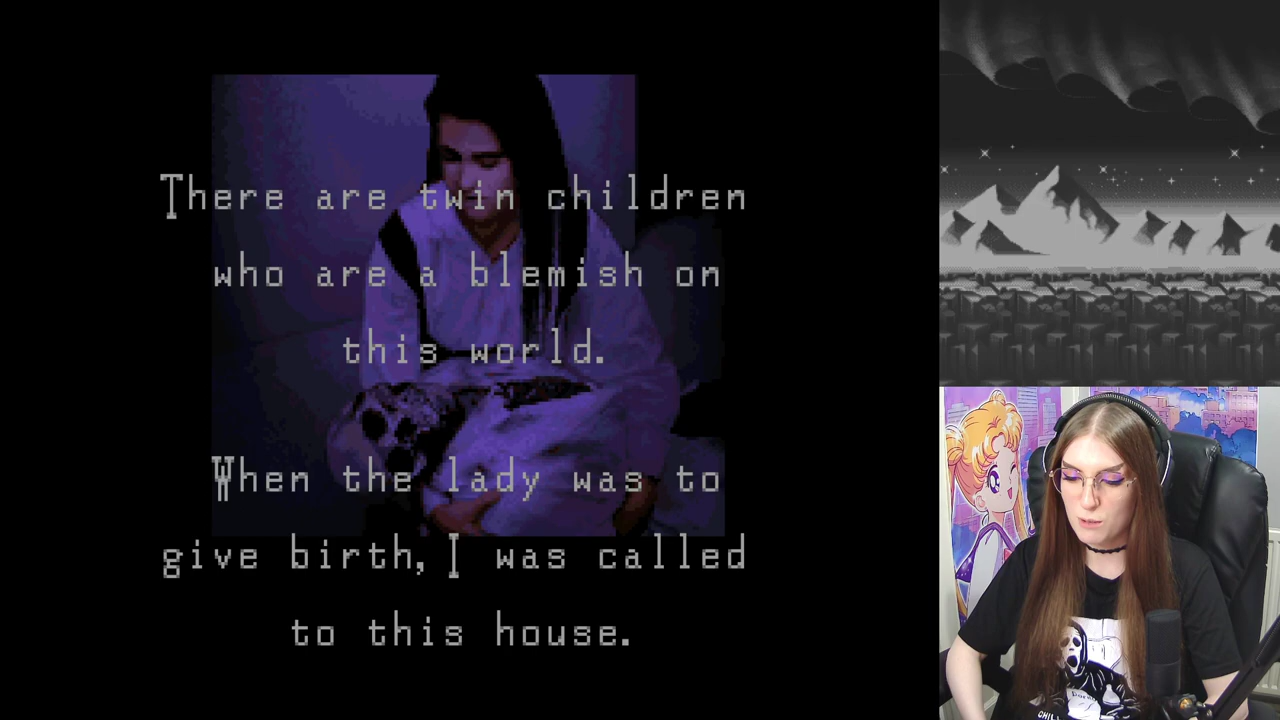 There are twin children
who are a blemish on
this world.
When the lady was to
give birth, I was called
to this house.